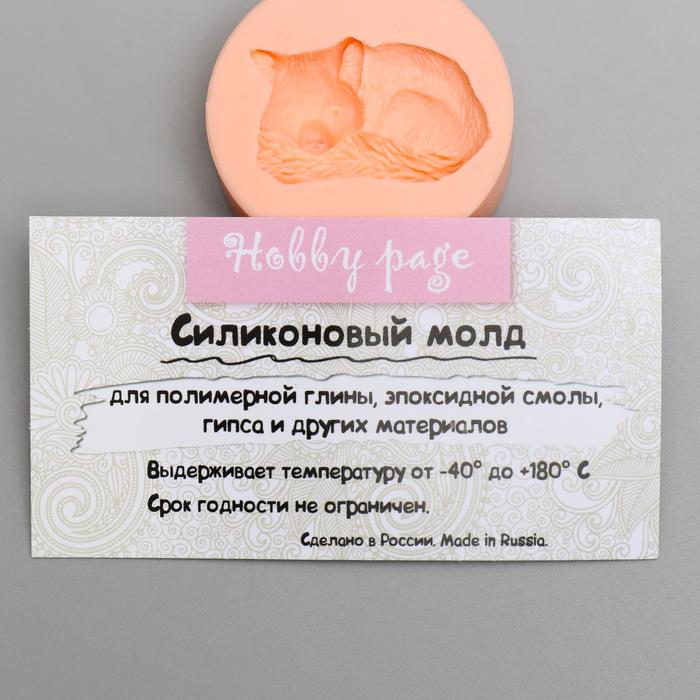 Hobby page
Силиконовый молд
для полимерной глины, эпоксидной смолы,
гипса и других материалов
Выдерживает температуру от -40° до +180° С
Срок годности не ограничен.
Сделано в России. Made in Russia.